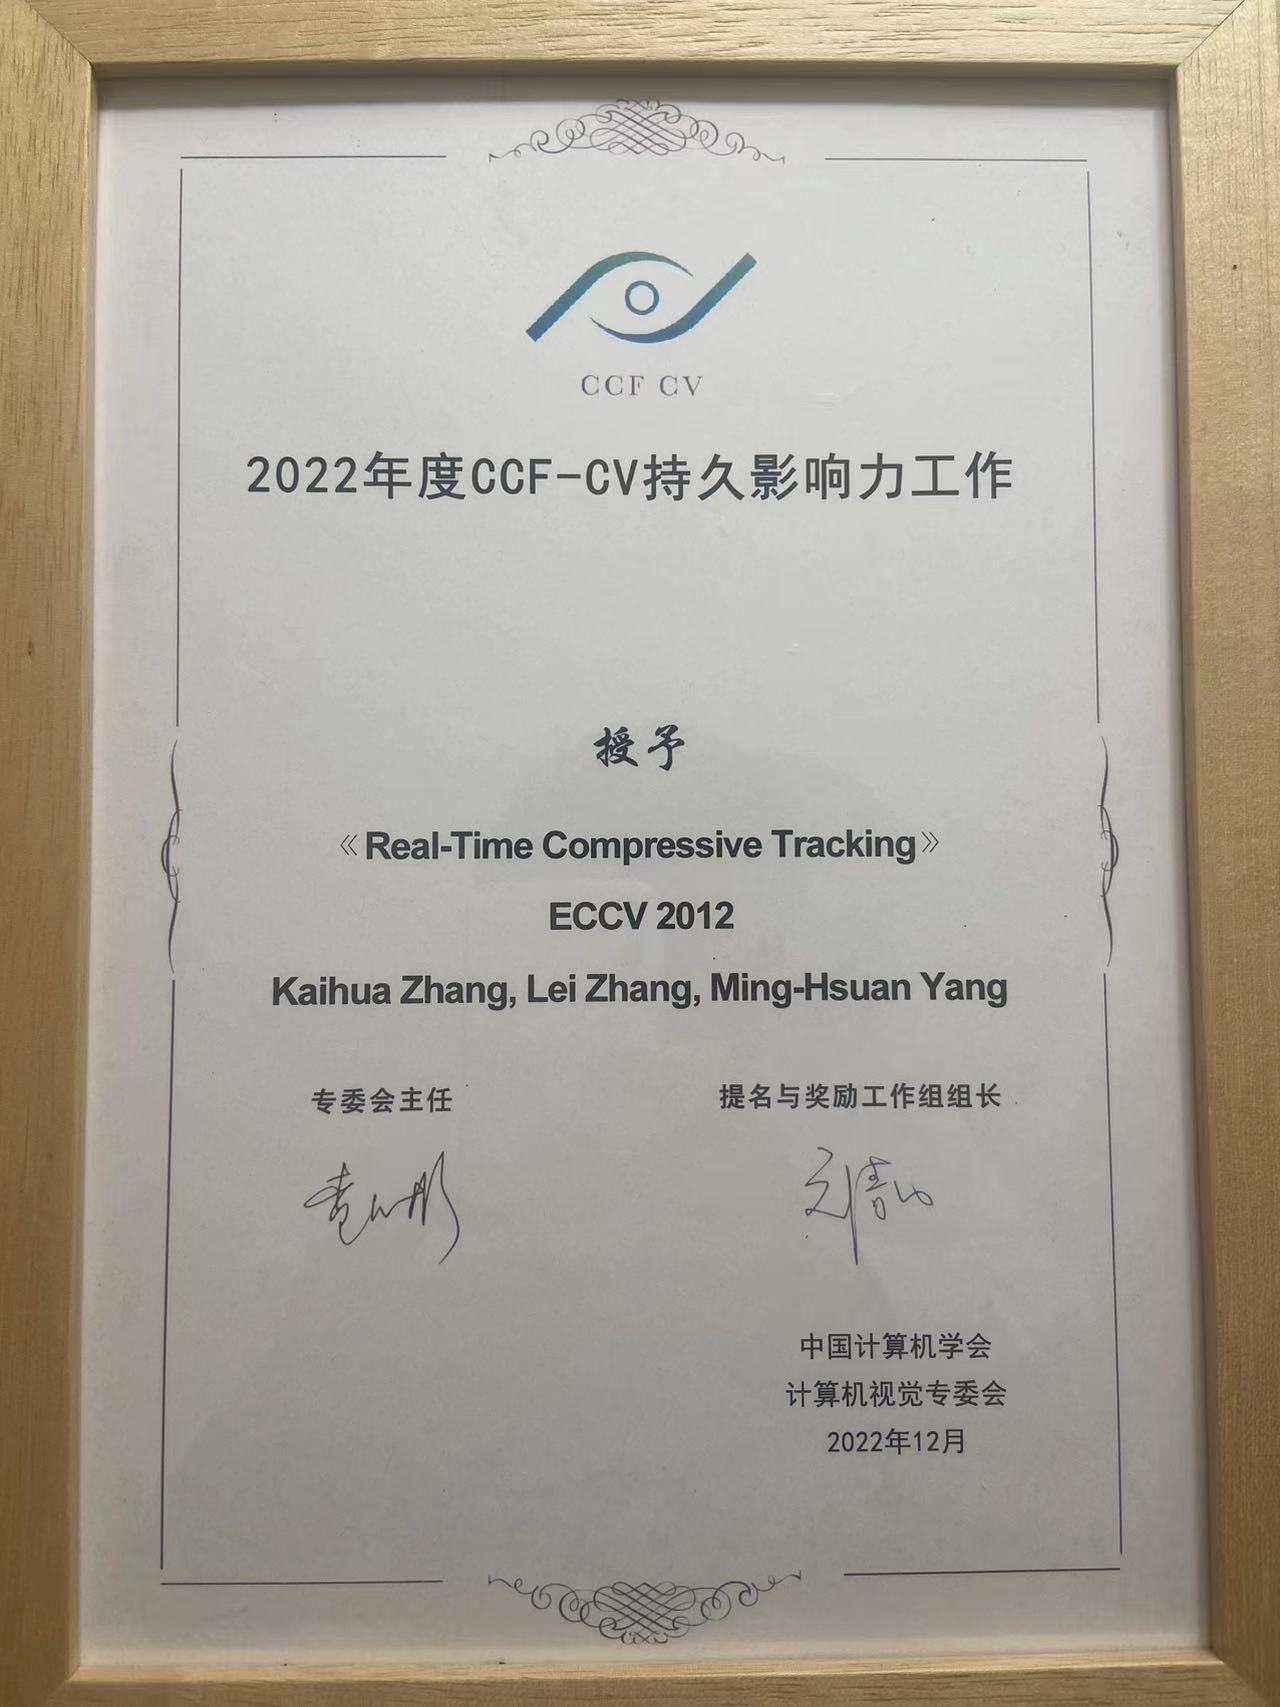 CCF CV
2022年度CCF-CV持久影响力工作
授予
《Real-Time Compressive Tracking》
ECCV 2012
Kaihua Zhang, Lei Zhang, Ming-Hsuan Yang
专委会主任
提名与奖励工作组组长
中国计算机学会
计算机视觉专委会
2022年12月